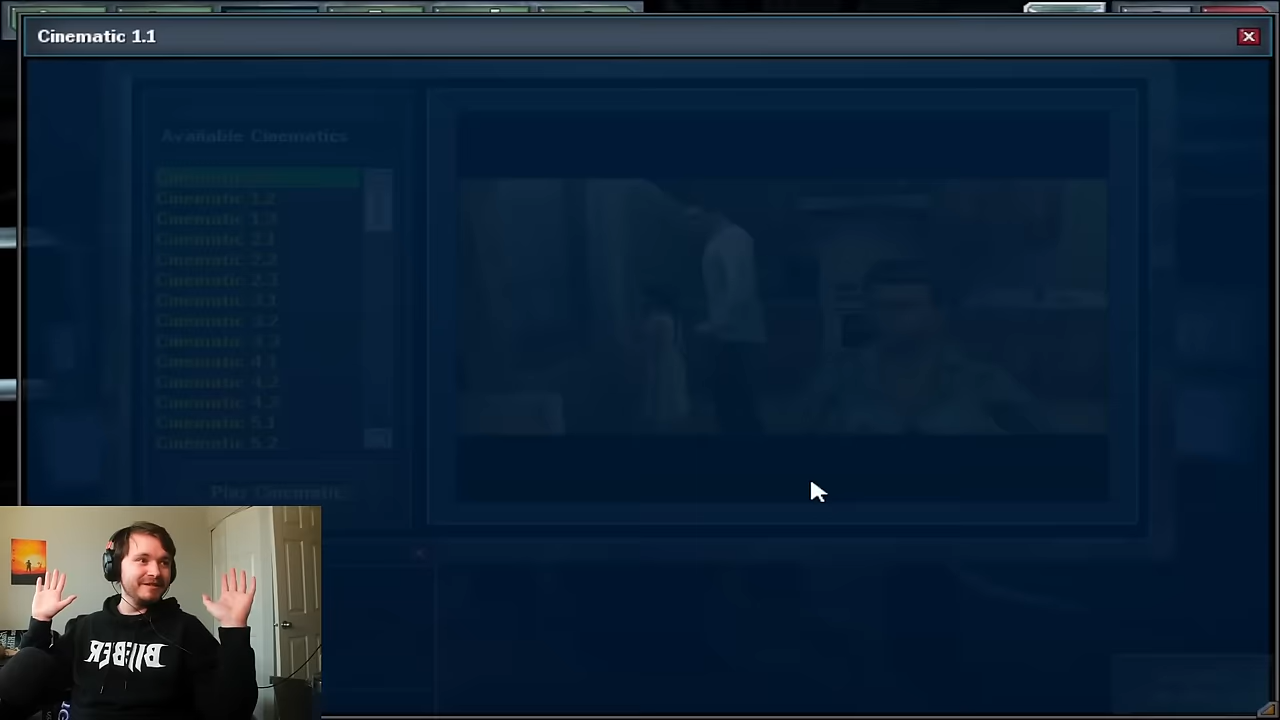 Cinematic 1.1
Available Cinematics
Cinematic 1.2
Cinematic 1.3
Cinematic 2.1
Cinematic 2.2
Cinematic 2.3
Cinematic 3.1
Cinematic 3.2
Cinematic 3.3
Cinematic 4.1
Cinematic 4.2
Cinematic 4.3
Cinematic 5.1
Cinematic 5.2
Play Cinematic
BIEBER